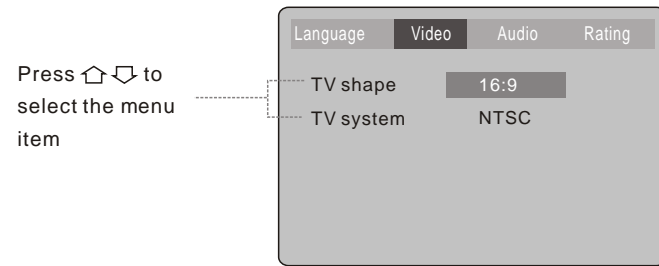 Language Video Audio Rating
Press ⇧ ⇩ to
select the menu
item
TV shape 16:9
TV system NTSC